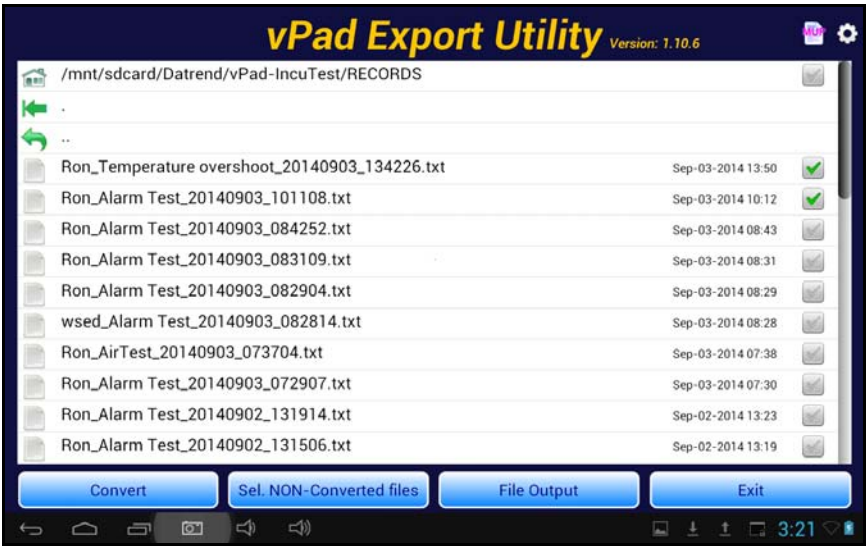 vPad Export Utility Version: 1.10.6 MUP
/mnt/sdcard/Datrend/vPad-IncuTest/RECORDS
.
..
Ron_Temperature overshoot_20140903_134226.txt Sep-03-2014 13:50
Ron_Alarm Test_20140903_101108.txt Sep-03-2014 10:12
Ron_Alarm Test_20140903_084252.txt Sep-03-2014 08:43
Ron_Alarm Test_20140903_083109.txt Sep-03-2014 08:31
Ron_Alarm Test_20140903_082904.txt Sep-03-2014 08:29
wsed_Alarm Test_20140903_082814.txt Sep-03-2014 08:28
Ron_AirTest_20140903_073704.txt Sep-03-2014 07:38
Ron_Alarm Test_20140903_072907.txt Sep-03-2014 07:30
Ron_Alarm Test_20140902_131914.txt Sep-02-2014 13:23
Ron_Alarm Test_20140902_131506.txt Sep-02-2014 13:19
Convert Sel. NON-Converted files File Output Exit
3:21